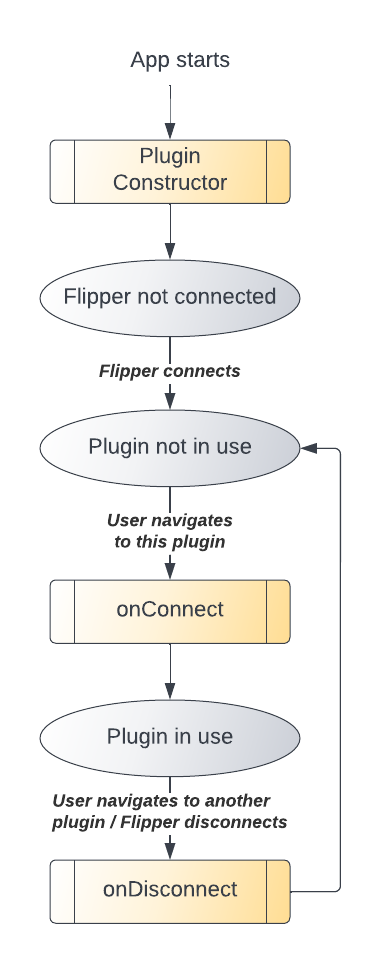 App starts
Plugin
Constructor
Flipper not connected
Flipper connects
Plugin not in use
User navigates
to this plugin
onConnect
Plugin in use
User navigates to another
plugin / Flipper disconnects
onDisconnect